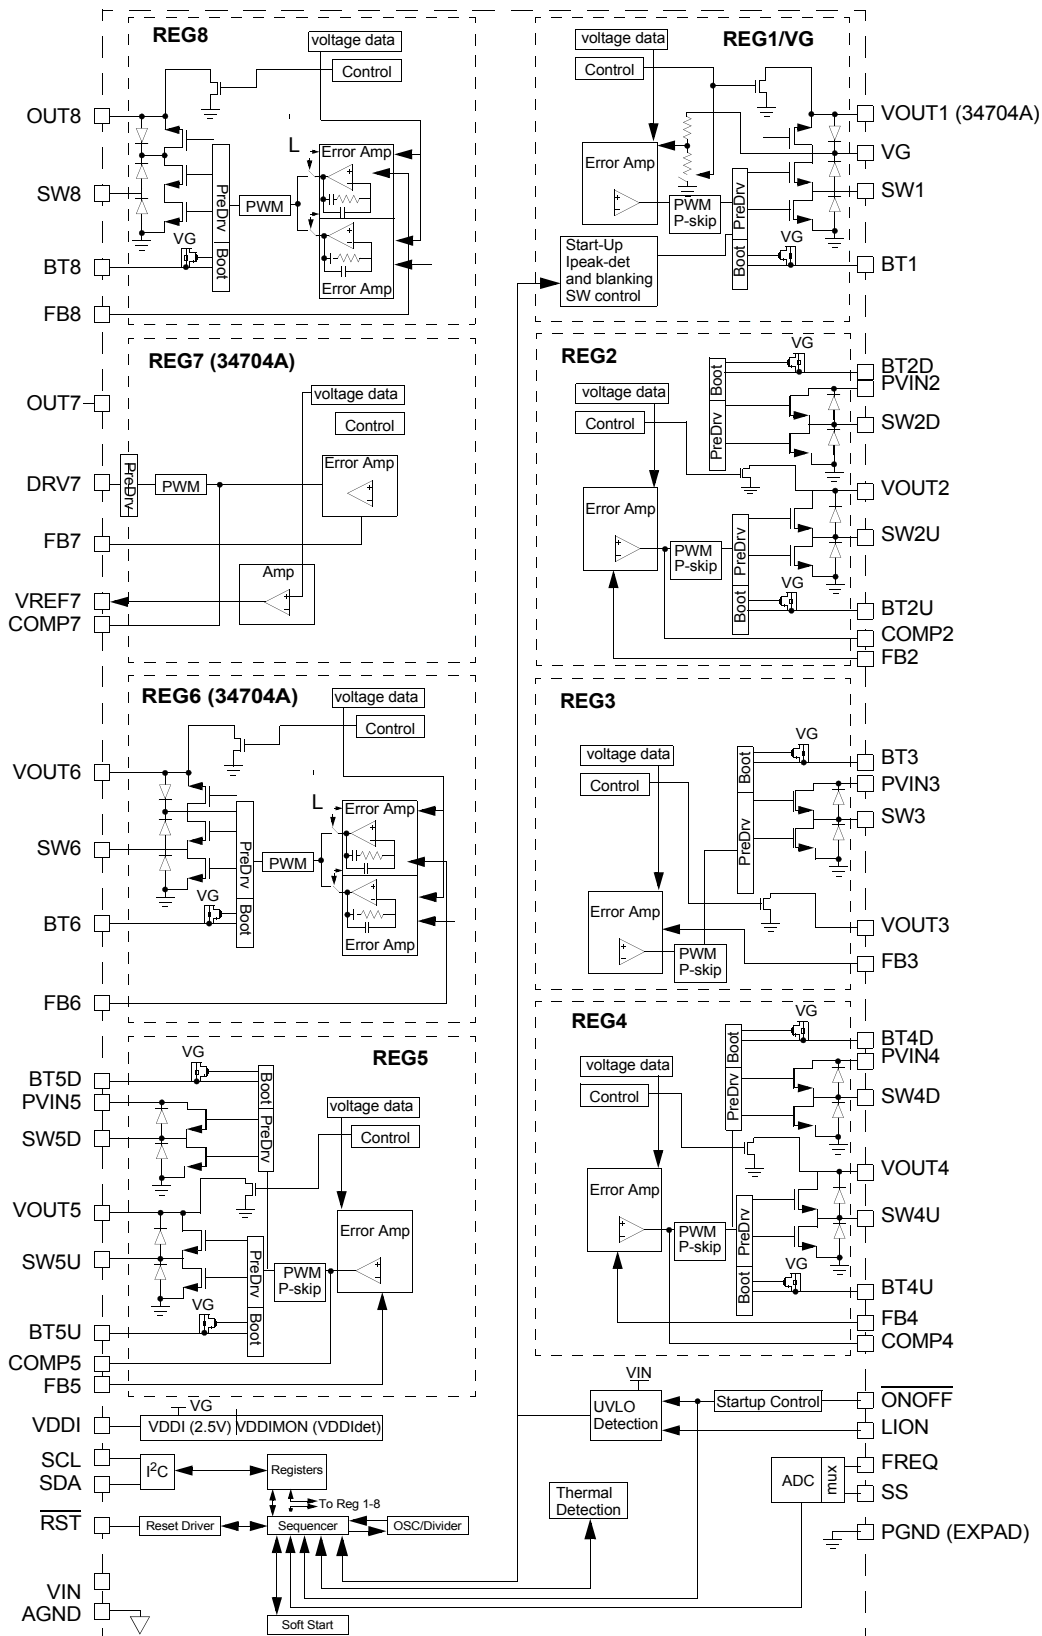 REG8
voltage data
Control
OUT8
L
Error Amp
SW8
PreDrv
PWM
VG
Boot
BT8
Error Amp
FB8
REG7 (34704A)
OUT7
voltage data
Control
Error Amp
DRV7
PreDrv
PWM
FB7
Amp
VREF7
COMP7
REG6 (34704A)
voltage data
Control
VOUT6
L
Error Amp
SW6
PreDrv
PWM
VG
Boot
BT6
Error Amp
FB6
REG5
VG
BT5D
Boot
PVIN5
voltage data
PreDrv
SW5D
Control
VOUT5
Error Amp
SW5U
PreDrv
PWM
P-skip
VG
Boot
BT5U
COMP5
FB5
REG1/VG
voltage data
Control
VOUT1 (34704A)
VG
Error Amp
SW1
PWM
P-skip
PreDrv
Start-Up
Ipeak-det
and blanking
SW control
VG
Boot
BT1
REG2
VG
Boot
BT2D
PVIN2
voltage data
Control
PreDrv
SW2D
VOUT2
Error Amp
SW2U
PWM
P-skip
PreDrv
VG
Boot
BT2U
COMP2
FB2
REG3
VG
voltage data
Boot
BT3
Control
PVIN3
SW3
PreDrv
Error Amp
VOUT3
PWM
P-skip
FB3
REG4
VG
Boot
BT4D
PVIN4
voltage data
Control
PreDrv
SW4D
VOUT4
Error Amp
SW4U
PWM
P-skip
PreDrv
VG
Boot
BT4U
FB4
COMP4
VG
VDDI
VDDI (2.5V)
VDDIMON (VDDIdet)
SCL
SDA
I2C
Registers
To Reg 1-8
RST
Reset Driver
Sequencer
OSC/Divider
VIN
AGND
Soft Start
VIN
UVLO
Detection
Startup Control
ONOFF
LION
Thermal
Detection
ADC
mux
FREQ
SS
PGND (EXPAD)